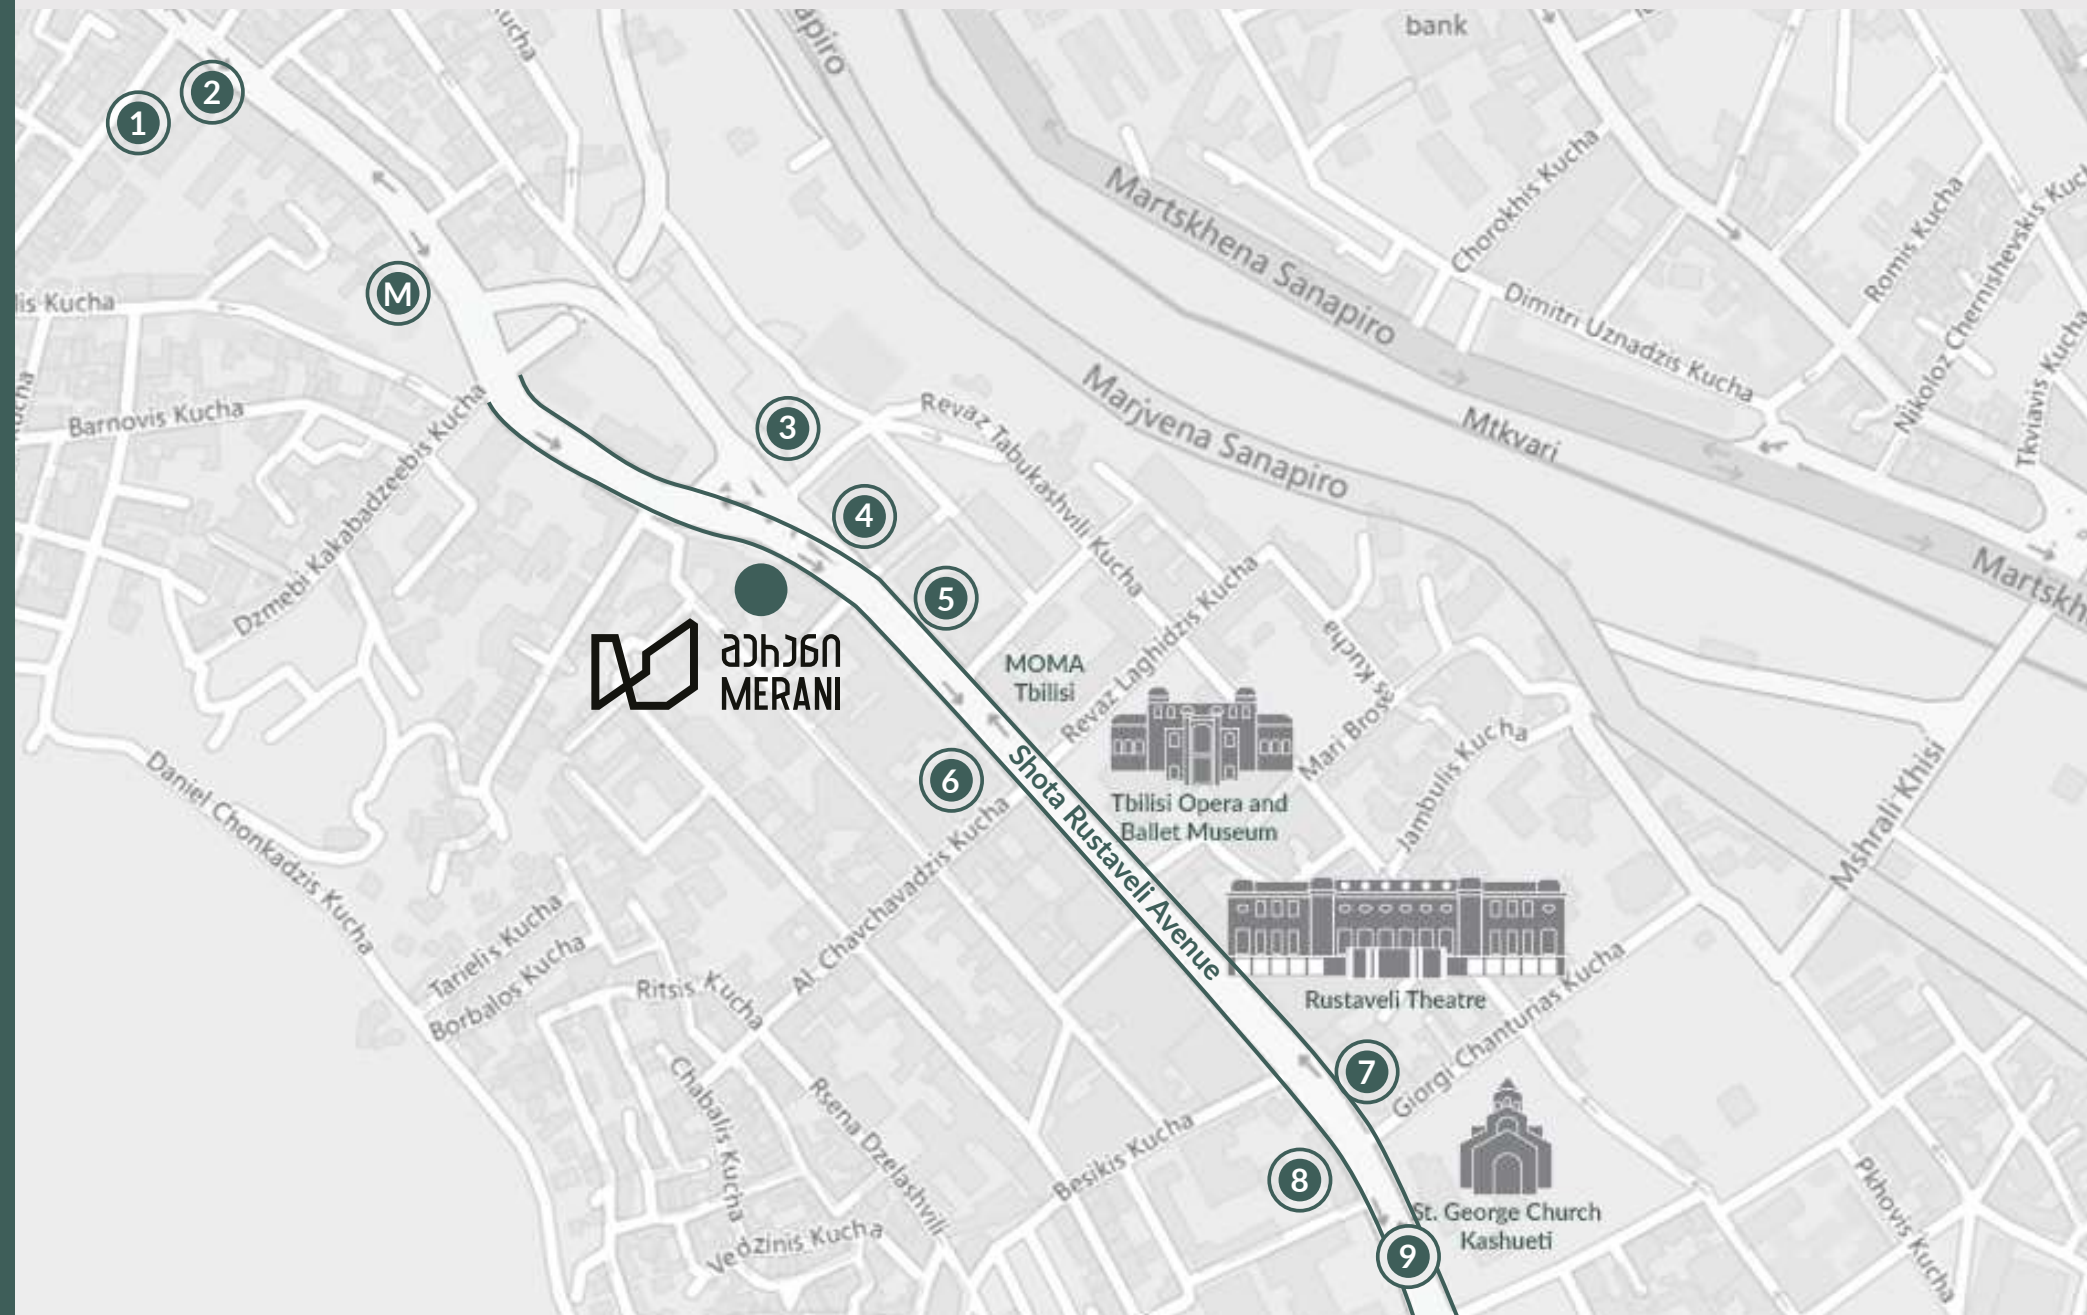 bank
Kucha
apiro
2
1
Martskhena Sanapiro
Chorokhis Kucha
Romis Kucha
Nikoloz Chernishevskis Kuch
M
lis Kucha
Dimitri Uznadzis Kucha
Tkviavis Kucha
Barnovis Kucha
Dzmebi Kakabadzeebis Kucha
3
Revaz Tabukashvili Kucha
Marjvena Sanapiro
Mtkvari
4
Martskh
5
მერანი
MERANI
MOMA
Tbilisi
Revaz Laghidzis Kucha
Mari Brosys Kucha
Jambulis Kucha
Mshrali Khisi
6
Shota Rustaveli Avenue
Tbilisi Opera and
Ballet Museum
Daniel Chonkadzis Kucha
Al. Chavchavadzis Kucha
Tarielis Kucha
Borbalos Kucha
Ritsis Kucha
Rustaveli Theatre
Giorgi Chanturias Kucha
7
Chabalis Kucha
Rsena Dzelashvili
Besikis Kucha
8
St. George Church
Kashueti
Pkhovis Kucha
Vedzinis Kucha
9